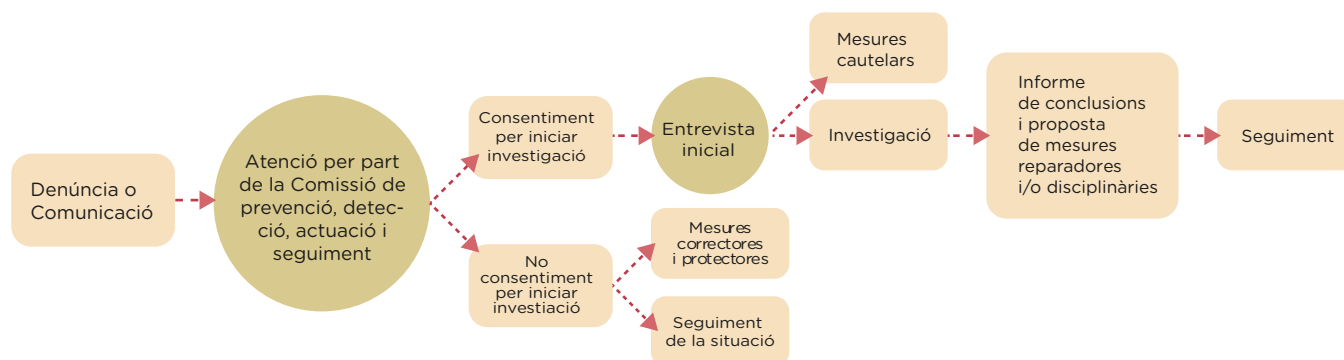 Denúncia o
Comunicació
Atenció per part
de la Comissió de
prevenció, detec-
ció, actuació i
seguiment
Consentiment
per iniciar
investigació
No
consentiment
per iniciar
investiació
Entrevista
inicial
Mesures
correctores
i protectores
Seguiment
de la situació
Mesures
cautelars
Investigació
Informe
de conclusions
i proposta
de mesures
reparadores
i/o disciplinàries
Seguiment